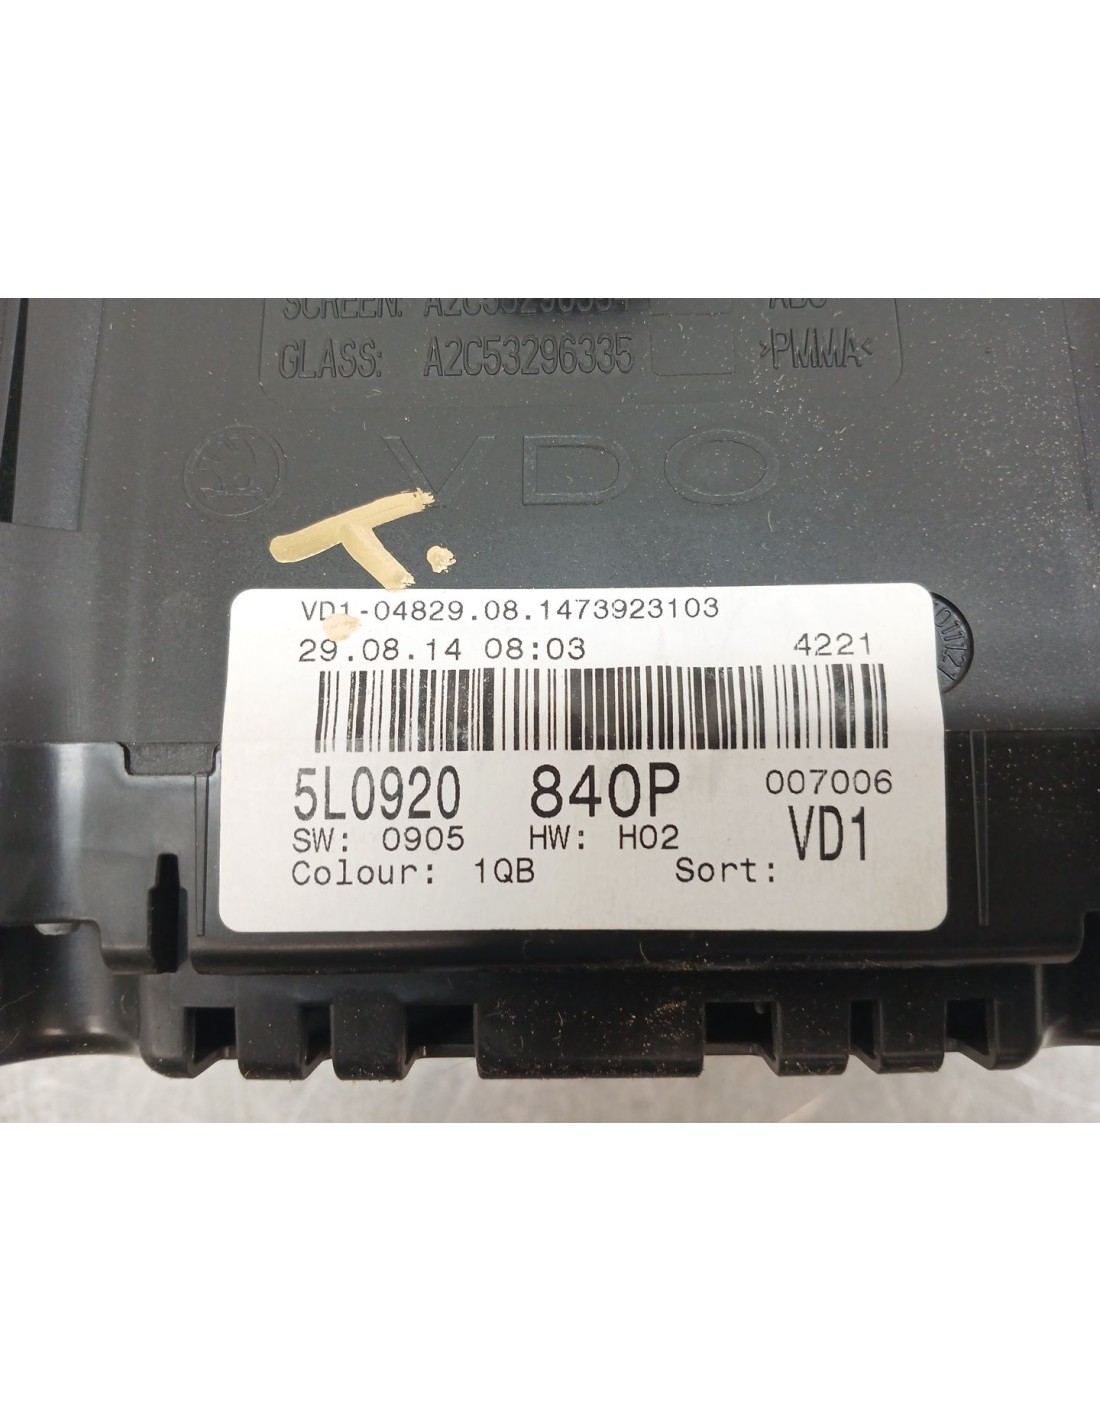 SCREEN:
GLASS: A2C53296335 >PMMA<
VDO
T.
VD1-04829.08.1473923103
29.08.14 08:03 4221
5L0920 840P 007006
SW: 0905 HW: H02 VD1
Colour: 1QB Sort: